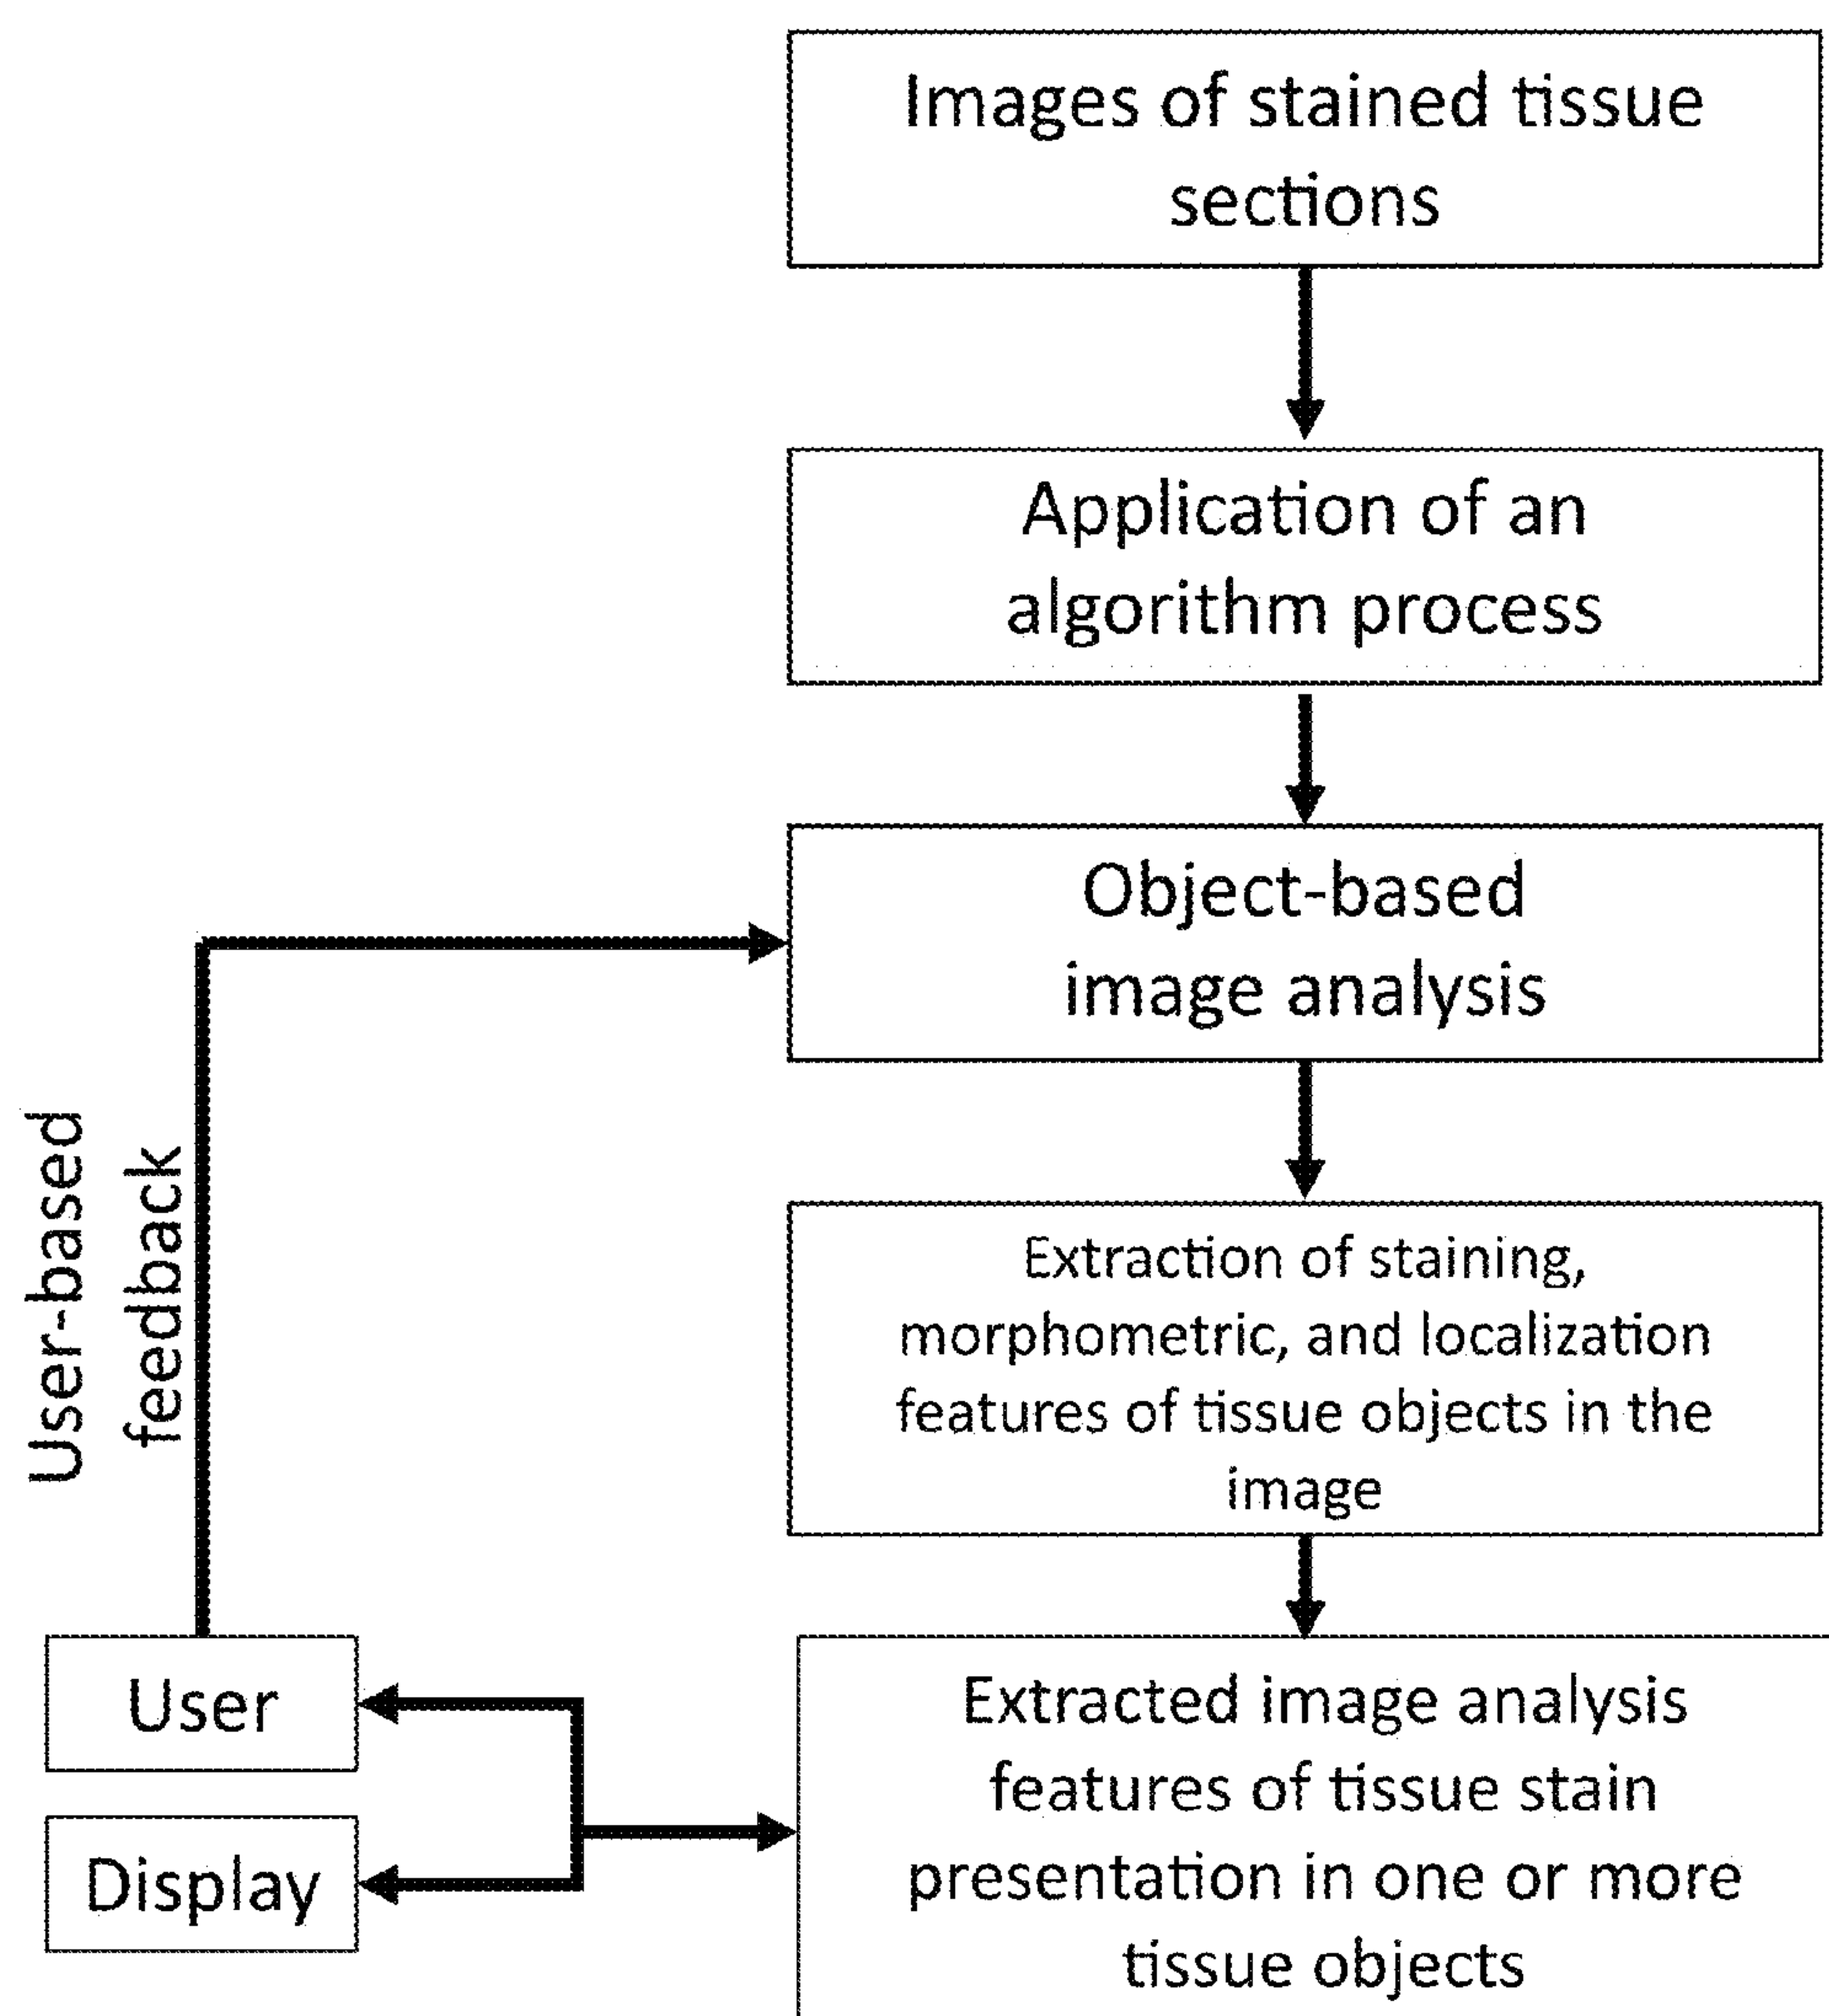 Images of stained tissue
sections
Application of an
algorithm process
Object-based
image analysis
Extraction of staining,
morphometric, and localization
features of tissue objects in the
image
Extracted image analysis
features of tissue stain
presentation in one or more
tissue objects
User-based
feedback
User
Display